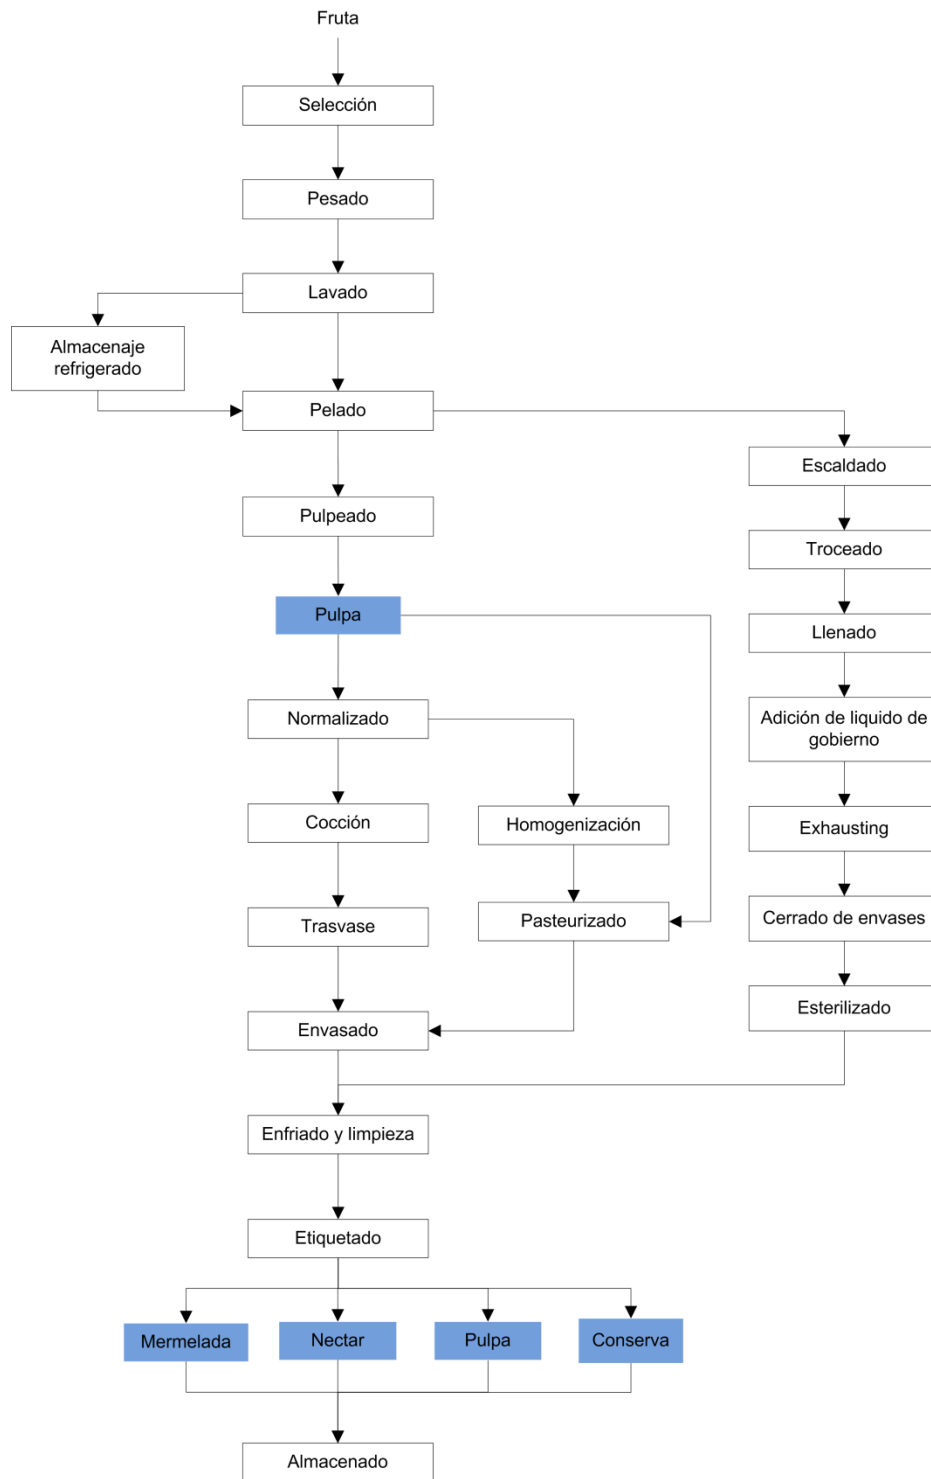 Fruta
Selección
Pesado
Lavado
Almacenaje
refrigerado
Pelado
Escaldado
Pulpeado
Troceado
Pulpa
Llenado
Normalizado
Adición de liquido de
gobierno
Cocción
Homogenización
Exhausting
Trasvase
Pasteurizado
Cerrado de envases
Envasado
Esterilizado
Enfriado y limpieza
Etiquetado
Mermelada
Nectar
Pulpa
Conserva
Almacenado